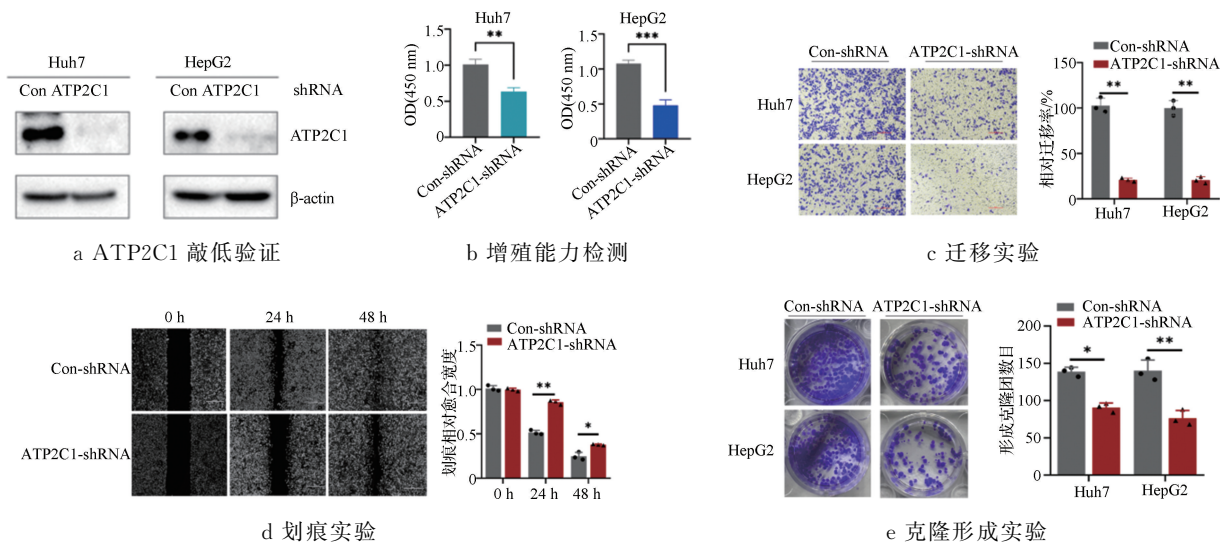 Huh7 HepG2
Con ATP2C1 Con ATP2C1 shRNA
ATP2C1
β-actin
a ATP2C1 敲低验证
Huh7
**
OD(450 nm)
1.5
1.0
0.5
0
Con-shRNA
ATP2C1-shRNA
HepG2
***
OD(450 nm)
1.5
1.0
0.5
0
Con-shRNA
ATP2C1-shRNA
b 增殖能力检测
Con-shRNA ATP2C1-shRNA
Huh7
HepG2
Con-shRNA
ATP2C1-shRNA
相对迁移率/%
150
100
50
0
** **
Huh7 HepG2
c 迁移实验
0 h 24 h 48 h
Con-shRNA
ATP2C1-shRNA
Con-shRNA
ATP2C1-shRNA
划痕相对愈合宽度
1.5
1.0
0.5
0
**
*
0 h 24 h 48 h
d 划痕实验
Con-shRNA ATP2C1-shRNA
Huh7
HepG2
Con-shRNA
ATP2C1-shRNA
形成克隆团数目
200
150
100
50
0
* **
Huh7 HepG2
e 克隆形成实验